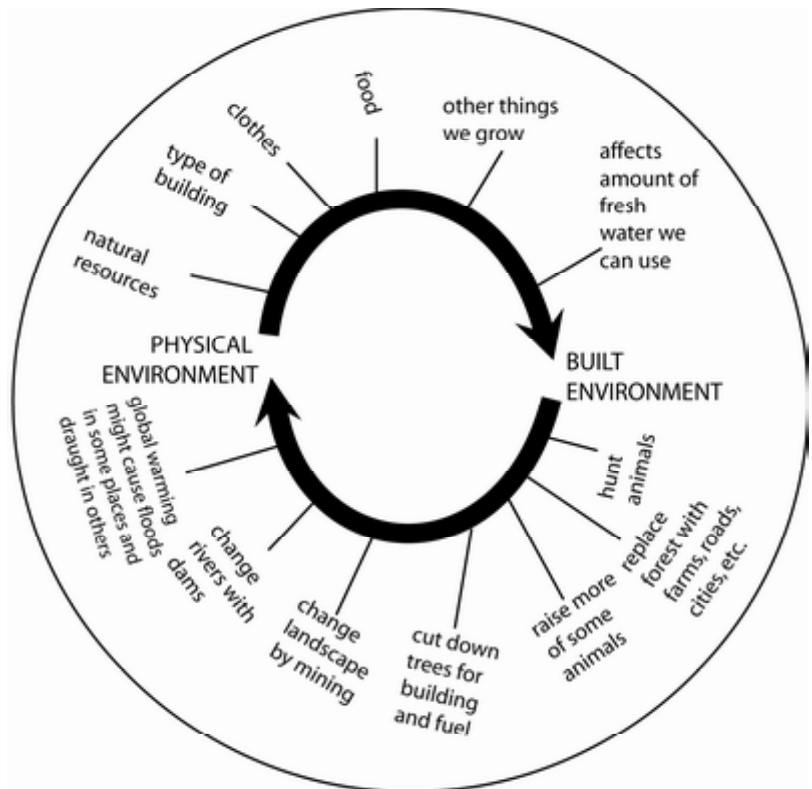 food
clothes
other things
we grow
type of
building
affects
amount of
fresh
water we
can use
natural
resources
PHYSICAL
ENVIRONMENT
BUILT
ENVIRONMENT
hunt
animals
replace
forest with
farms, roads,
cities, etc.
raise more
of some
animals
cut down
trees for
building
and fuel
change
landscape
by mining
change
rivers with
dams
global warming
might cause floods
in some places and
draught in others